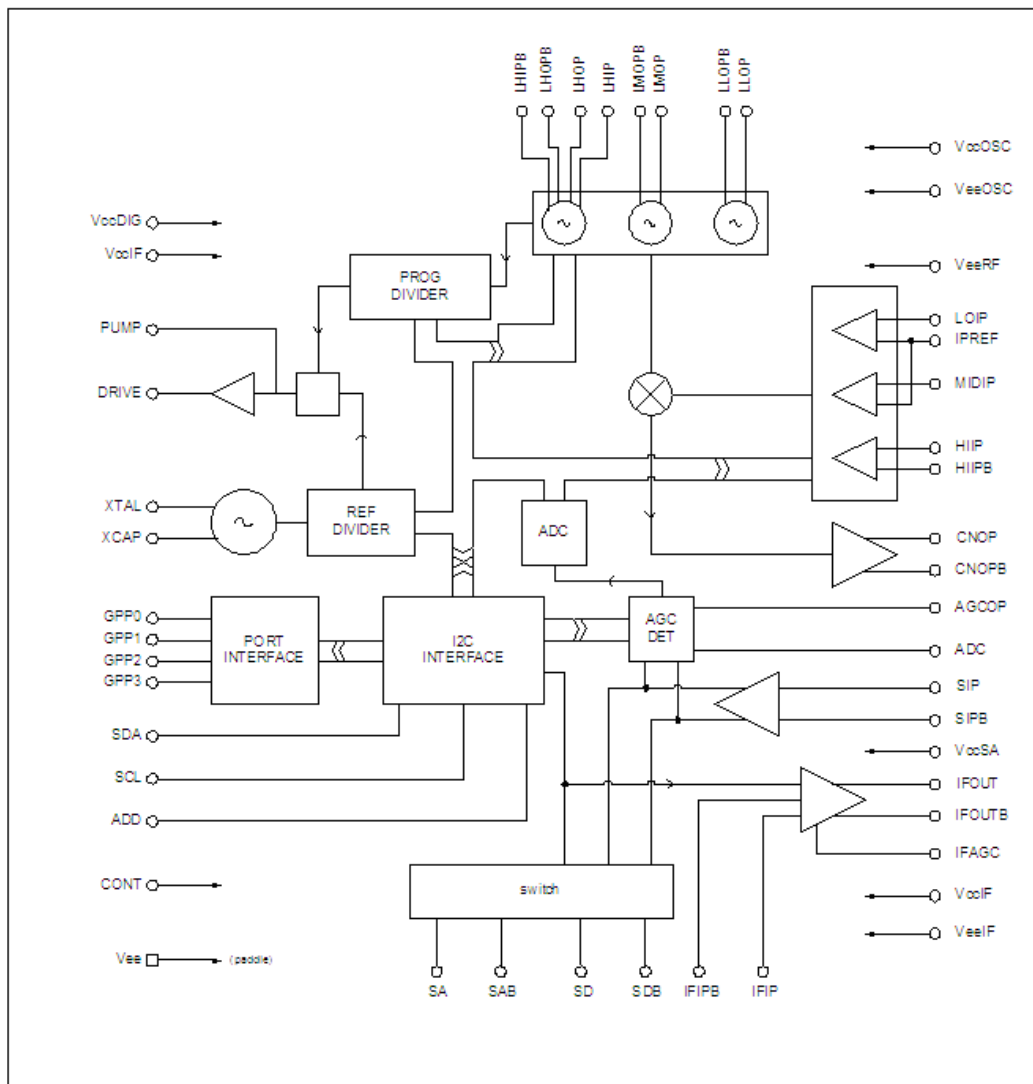 LHIPB
LHOPB
LHOP
LHIP
LMOPB
LMOP
LLOPB
LLOP
VccOSC
VeeOSC
VccDIG
VccIF
VeeRF
PROG
DIVIDER
PUMP
LOIP
IPREF
DRIVE
MIDIP
HIIP
HIIPB
XTAL
XCAP
REF
DIVIDER
ADC
CNOP
CNOPB
GPP0
GPP1
GPP2
GPP3
PORT
INTERFACE
I2C
INTERFACE
AGC
DET
AGCOP
ADC
SIP
SIPB
SDA
VccSA
SCL
IFOUT
ADD
IFOUTB
IFAGC
CONT
switch
VccIF
VeeIF
Vee
(paddle)
SA
SAB
SD
SDB
IFIPB
IFIP